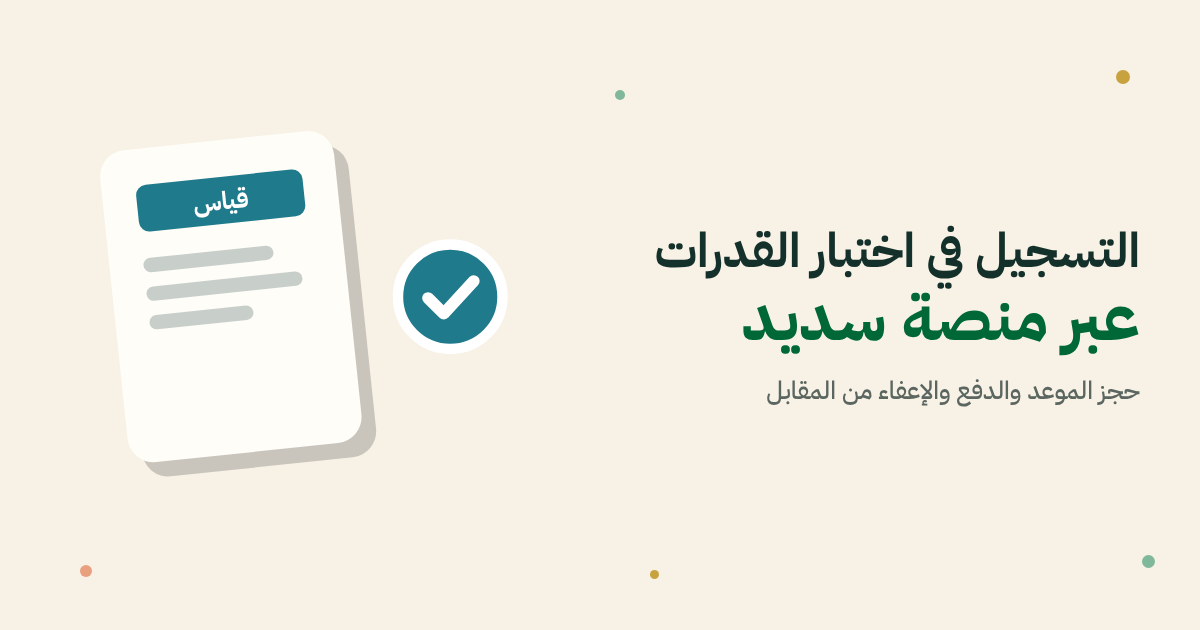 التسجيل في اختبار القدرات
عبر منصة سديد
حجز الموعد والدفع والإعفاء من المقابل
قياس